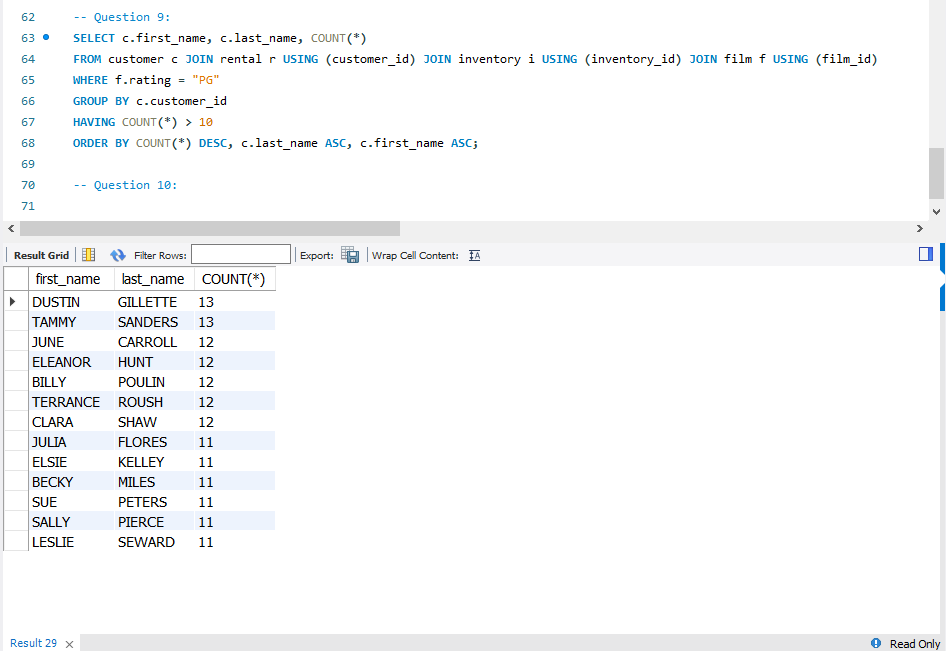 62 -- Question 9:
63 SELECT c.first_name, c.last_name, COUNT(*)
64 FROM customer c JOIN rental r USING (customer_id) JOIN inventory i USING (inventory_id) JOIN film f USING (film_id)
65 WHERE f.rating = "PG"
66 GROUP BY c.customer_id
67 HAVING COUNT(*) > 10
68 ORDER BY COUNT(*) DESC, c.last_name ASC, c.first_name ASC;
69
70 -- Question 10:
71
Result Grid Filter Rows: Export: Wrap Cell Content: IA
first_name last_name COUNT(*)
DUSTIN GILLETTE 13
TAMMY SANDERS 13
JUNE CARROLL 12
ELEANOR HUNT 12
BILLY POULIN 12
TERRANCE ROUSH 12
CLARA SHAW 12
JULIA FLORES 11
ELSIE KELLEY 11
BECKY MILES 11
SUE PETERS 11
SALLY PIERCE 11
LESLIE SEWARD 11
Result 29 Read Only